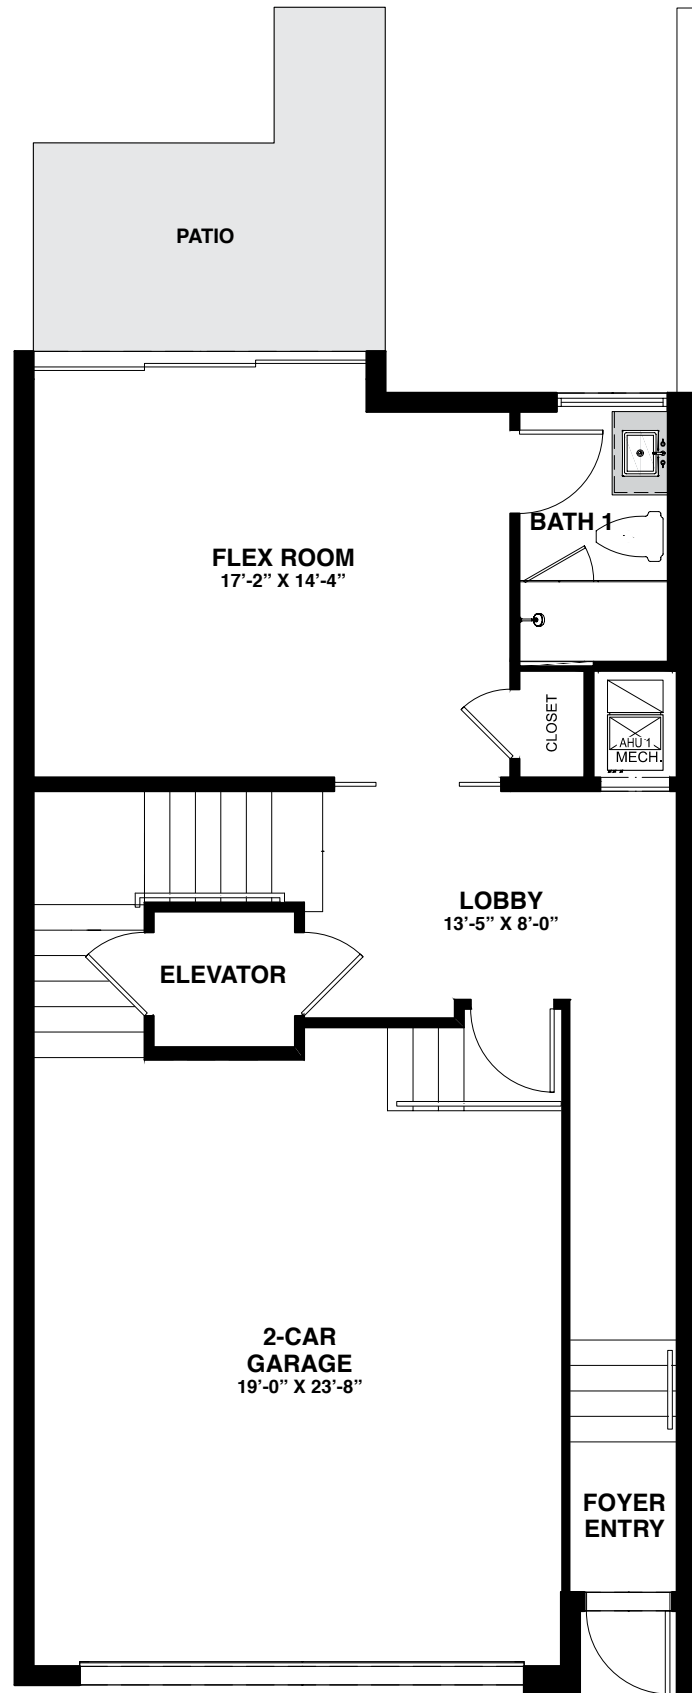 PATIO
BATH 1
FLEX ROOM
17’-2” X 14’-4”
CLOSET
AHU 1
MECH.
LOBBY
13’-5” X 8’-0”
ELEVATOR
2-CAR
GARAGE
19’-0” X 23’-8”
FOYER
ENTRY